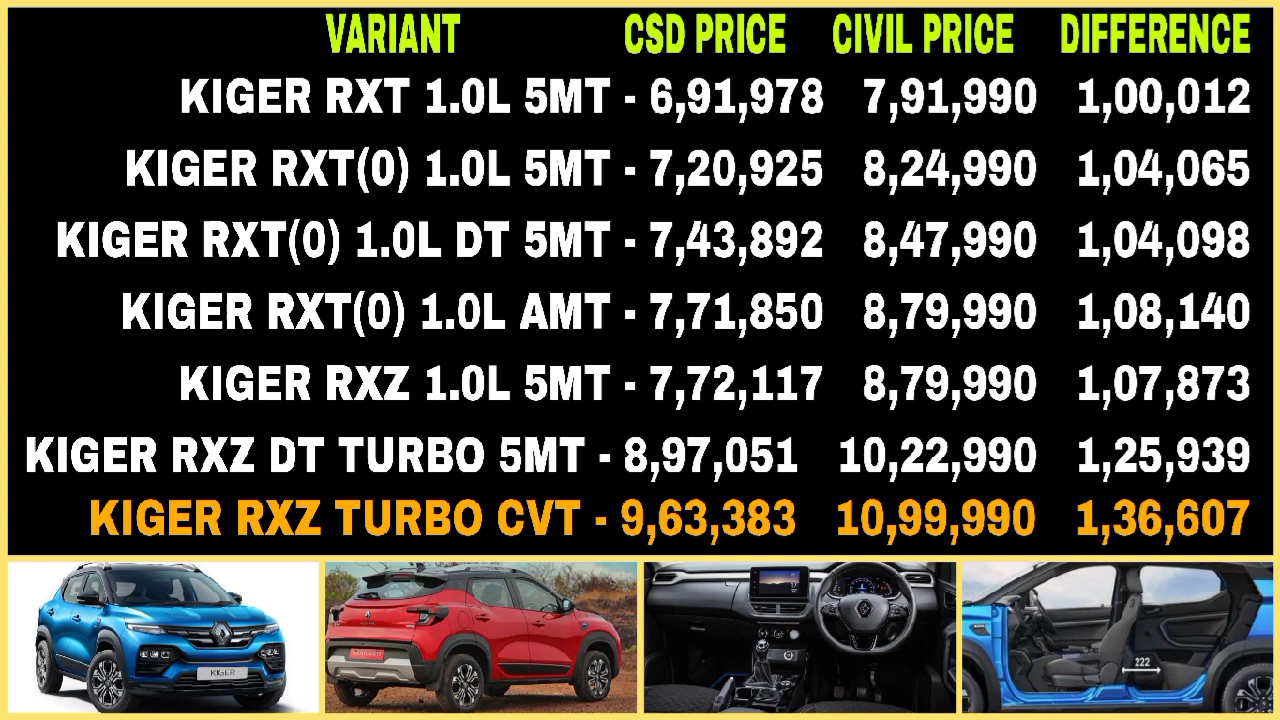 VARIANT CSD PRICE CIVIL PRICE DIFFERENCE
KIGER RXT 1.0L 5MT - 6,91,978 7,91,990 1,00,012
KIGER RXT(0) 1.0L 5MT - 7,20,925 8,24,990 1,04,065
KIGER RXT(0) 1.0L DT 5MT - 7,43,892 8,47,990 1,04,098
KIGER RXT(0) 1.0L AMT - 7,71,850 8,79,990 1,08,140
KIGER RXZ 1.0L 5MT - 7,72,117 8,79,990 1,07,873
KIGER RXZ DT TURBO 5MT - 8,97,051 10,22,990 1,25,939
KIGER RXZ TURBO CVT - 9,63,383 10,99,990 1,36,607
KIGER
222